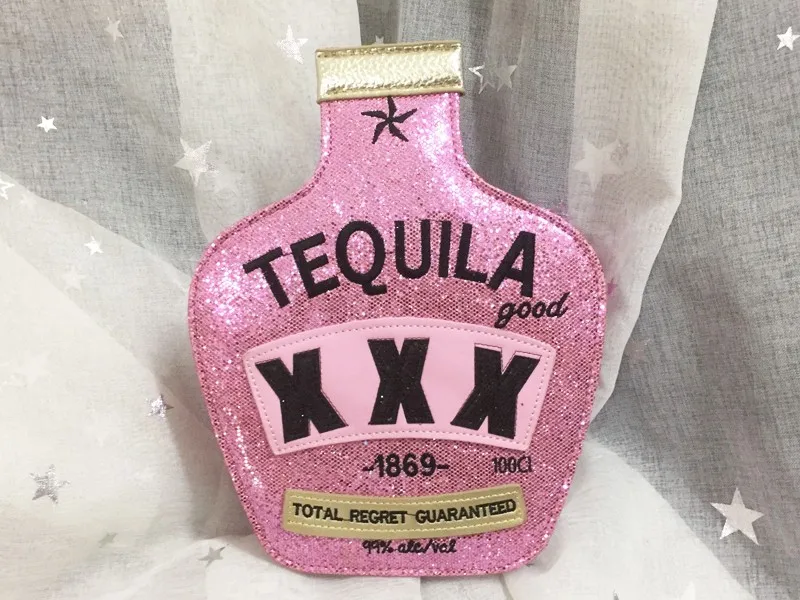 TEQUILA
good
XXX
-1869- 100Cl
TOTAL REGRET GUARANTEED
99% alc/vol